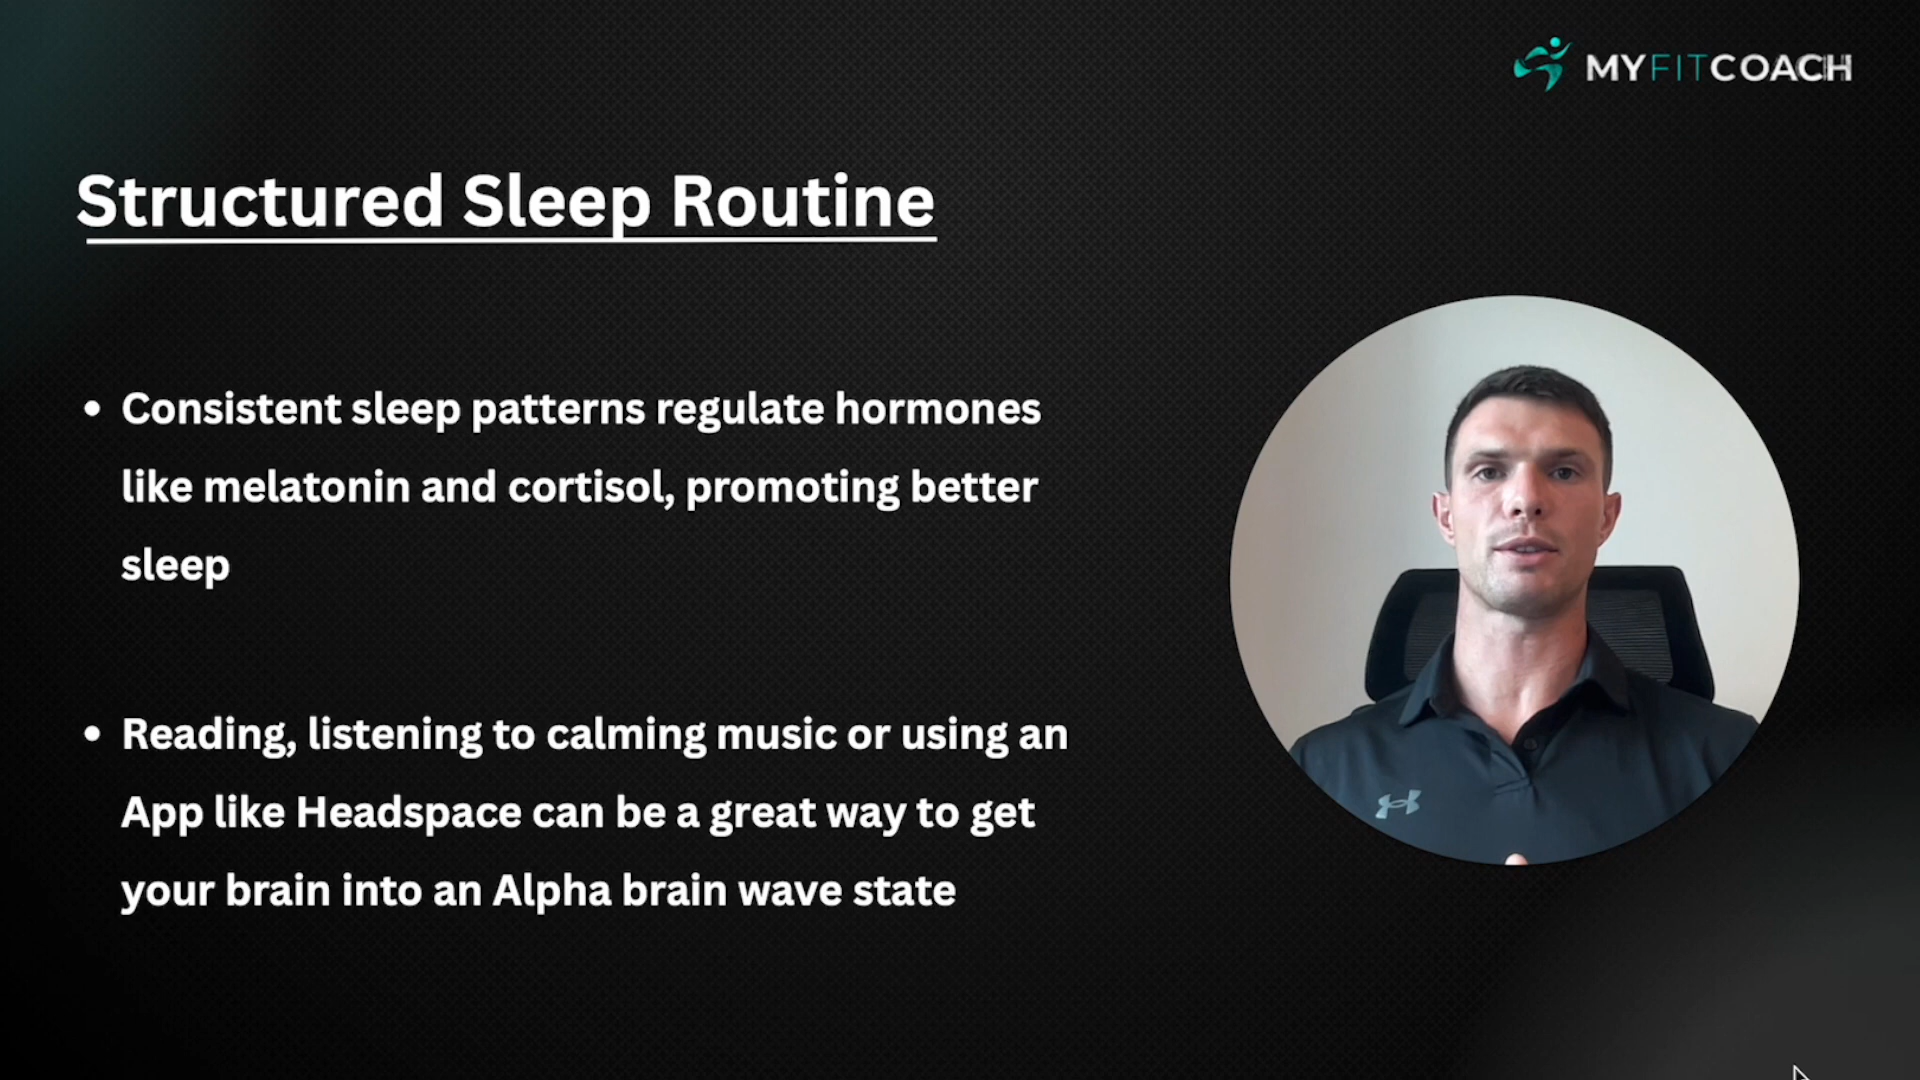 MYFITCOACH
Structured Sleep Routine
• Consistent sleep patterns regulate hormones
like melatonin and cortisol, promoting better
sleep
• Reading, listening to calming music or using an
App like Headspace can be a great way to get
your brain into an Alpha brain wave state